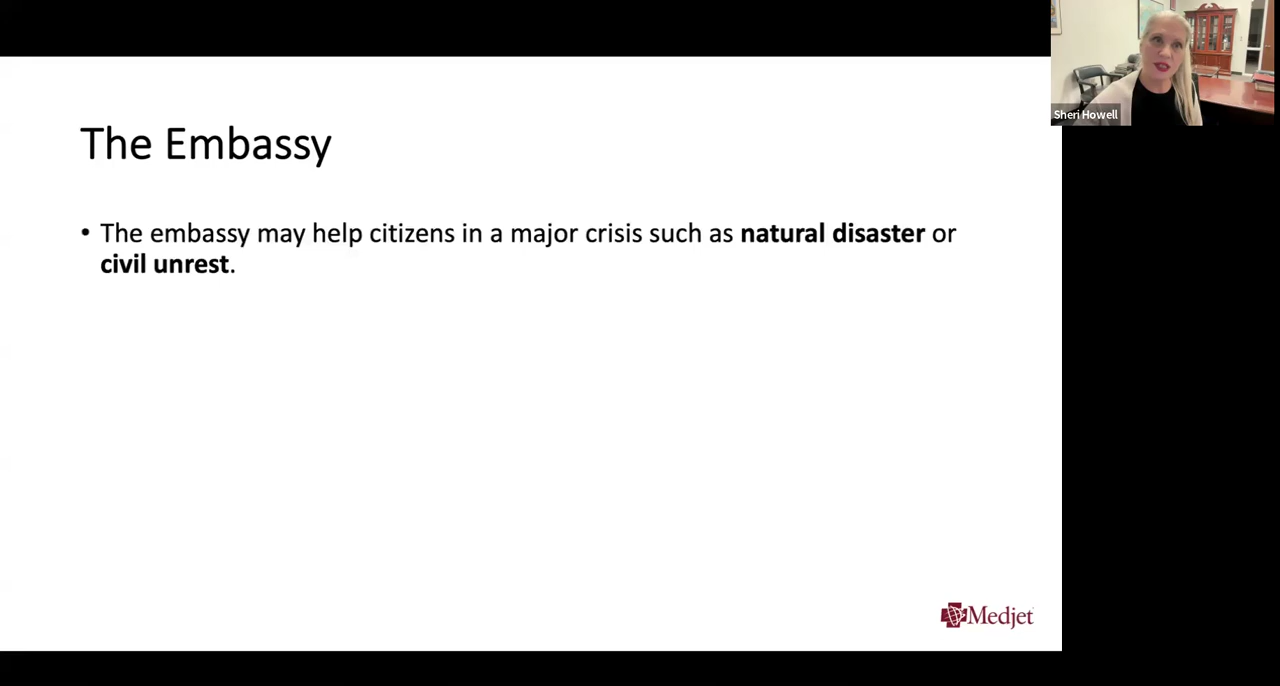 The Embassy
• The embassy may help citizens in a major crisis such as natural disaster or
civil unrest.
Medjet
Sheri Howell